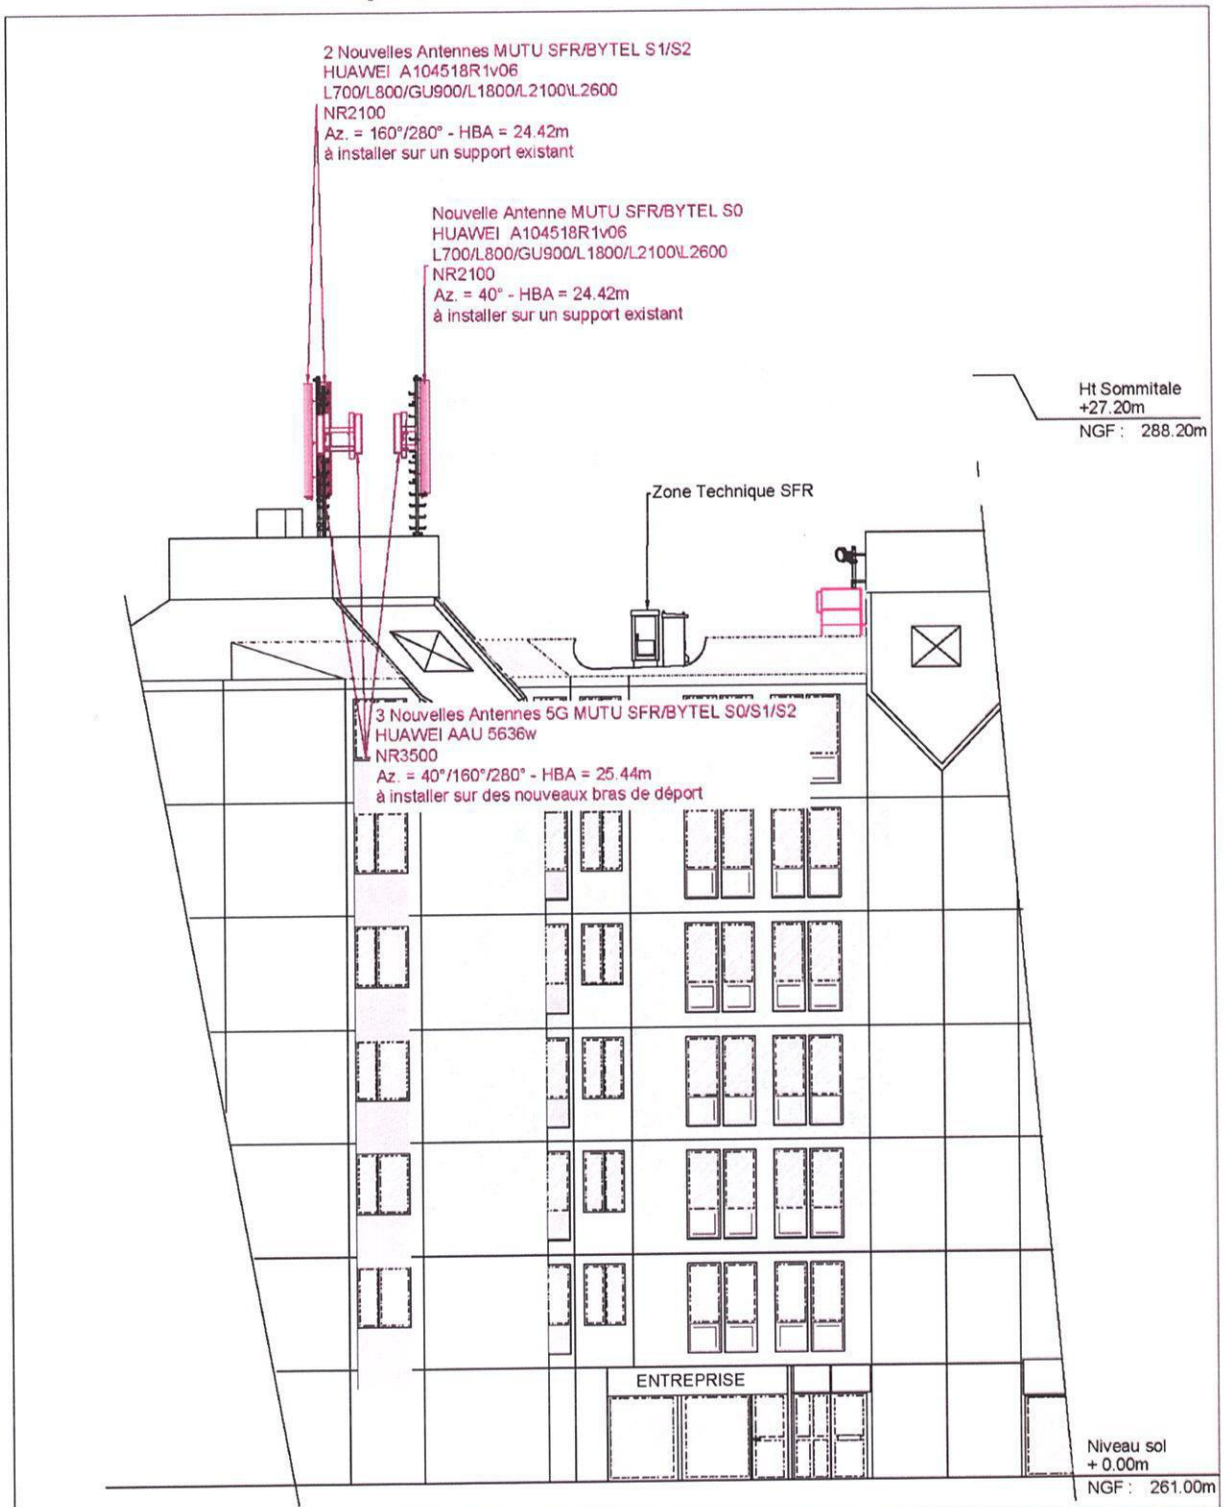 2 Nouvelles Antennes MUTU SFR/BYTEL S1/S2
HUAWEI A104518R1v06
L700/L800/GU900/L1800/L2100\L2600
NR2100
Az. = 160°/280° - HBA = 24.42m
à installer sur un support existant
Nouvelle Antenne MUTU SFR/BYTEL S0
HUAWEI A104518R1v06
L700/L800/GU900/L1800/L2100\L2600
NR2100
Az. = 40° - HBA = 24.42m
à installer sur un support existant
Ht Sommitale
+27.20m
NGF : 288.20m
Zone Technique SFR
3 Nouvelles Antennes 5G MUTU SFR/BYTEL S0/S1/S2
HUAWEI AAU 5636w
NR3500
Az. = 40°/160°/280° - HBA = 25.44m
à installer sur des nouveaux bras de déport
ENTREPRISE
Niveau sol
+ 0.00m
NGF : 261.00m